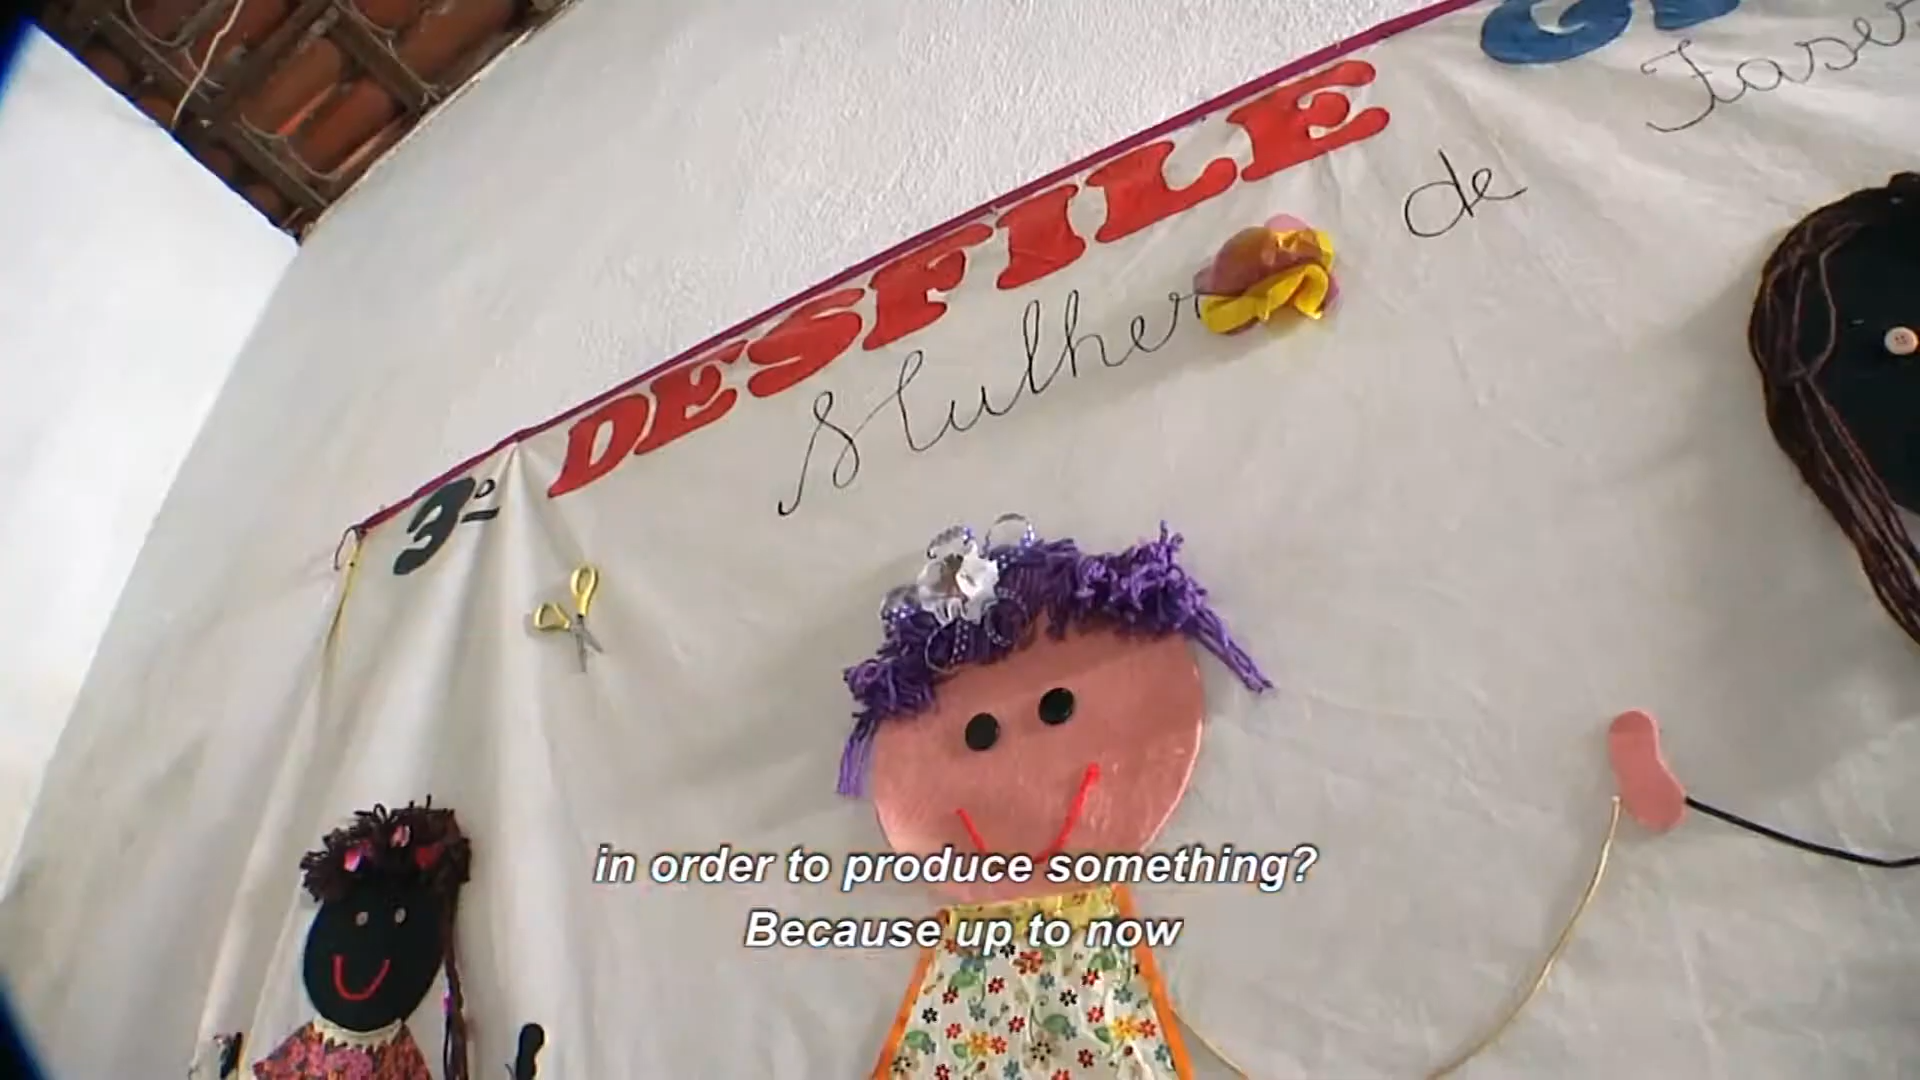 3º DESFILE
Mulher de
in order to produce something?
Because up to now